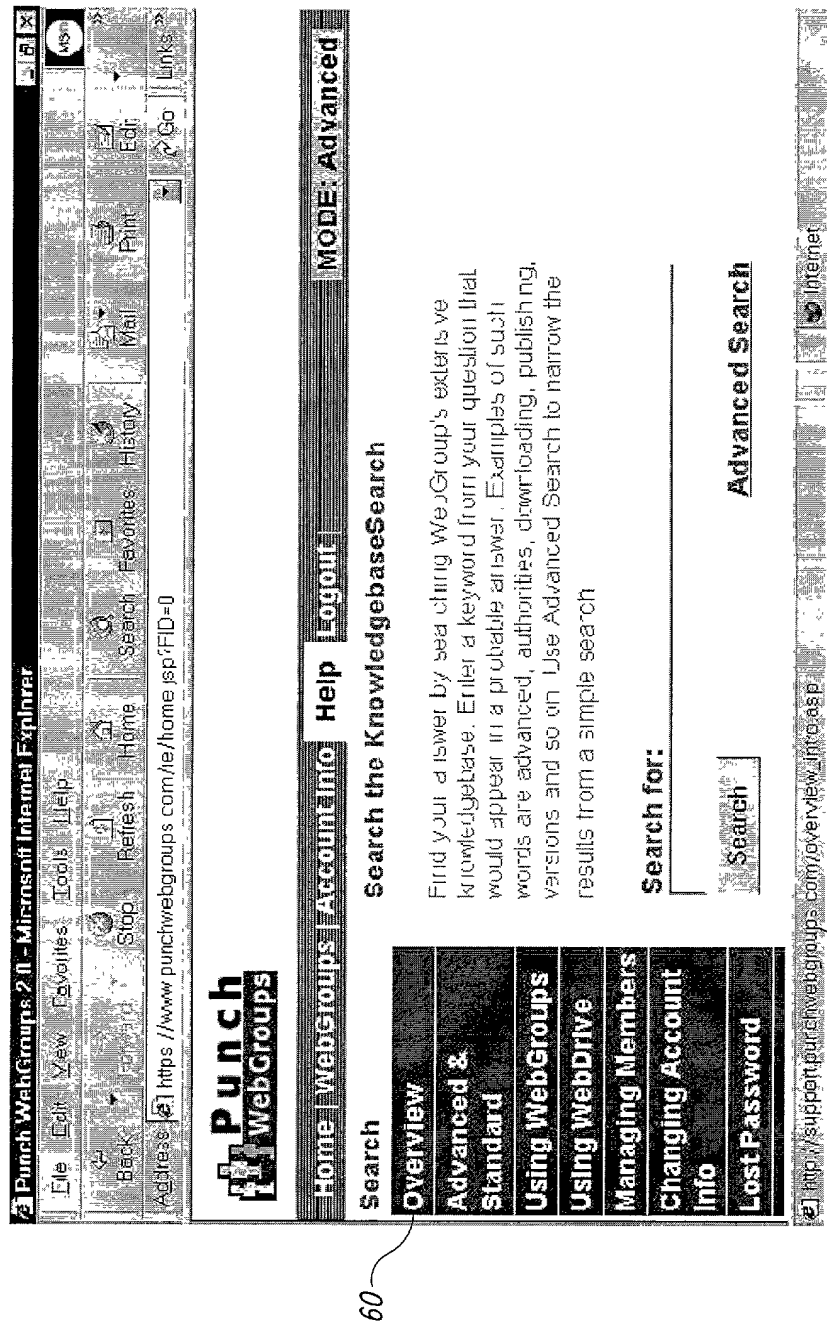 Punch WebGroups 2.0 - Microsoft Internet Explorer
File Edit View Favorites Tools Help
Back Forward Stop Refresh Home Search Favorites History Mail Print Edit
MSN
Address https://www.punchwebgroups.com/ie/home.jsp?FID=0 Go Links
Punch
WebGroups
Home | WebGroups | Account Info Help Logout MODE: Advanced
Search
Overview
Advanced &
Standard
Using WebGroups
Using WebDrive
Managing Members
Changing Account
Info
Lost Password
Search the KnowledgebaseSearch
Find your answer by searching WebGroup's extensive
knowledgebase. Enter a keyword from your question that
would appear in a probable answer. Examples of such
words are advanced, authorities, downloading, publishing,
versions and so on. Use Advanced Search to narrow the
results from a simple search
Search for:
Search
Advanced Search
http://support.punchwebgroups.com/overview_intro.asp Internet
60